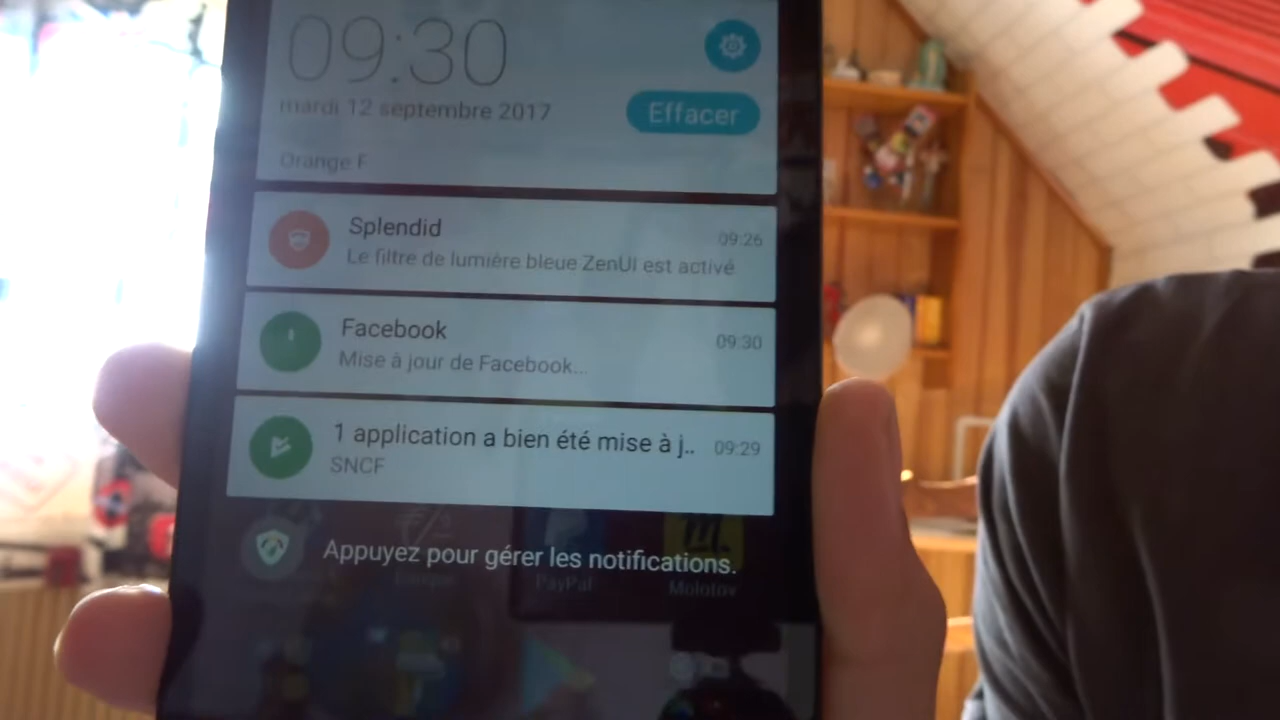 09:30
mardi 12 septembre 2017
Effacer
Orange F
Splendid
09:26
Le filtre de lumière bleue ZenUI est activé
Facebook
09:30
Mise à jour de Facebook...
1 application a bien été mise à j..
09:29
SNCF
Appuyez pour gérer les notifications.
PayPal
Molotov